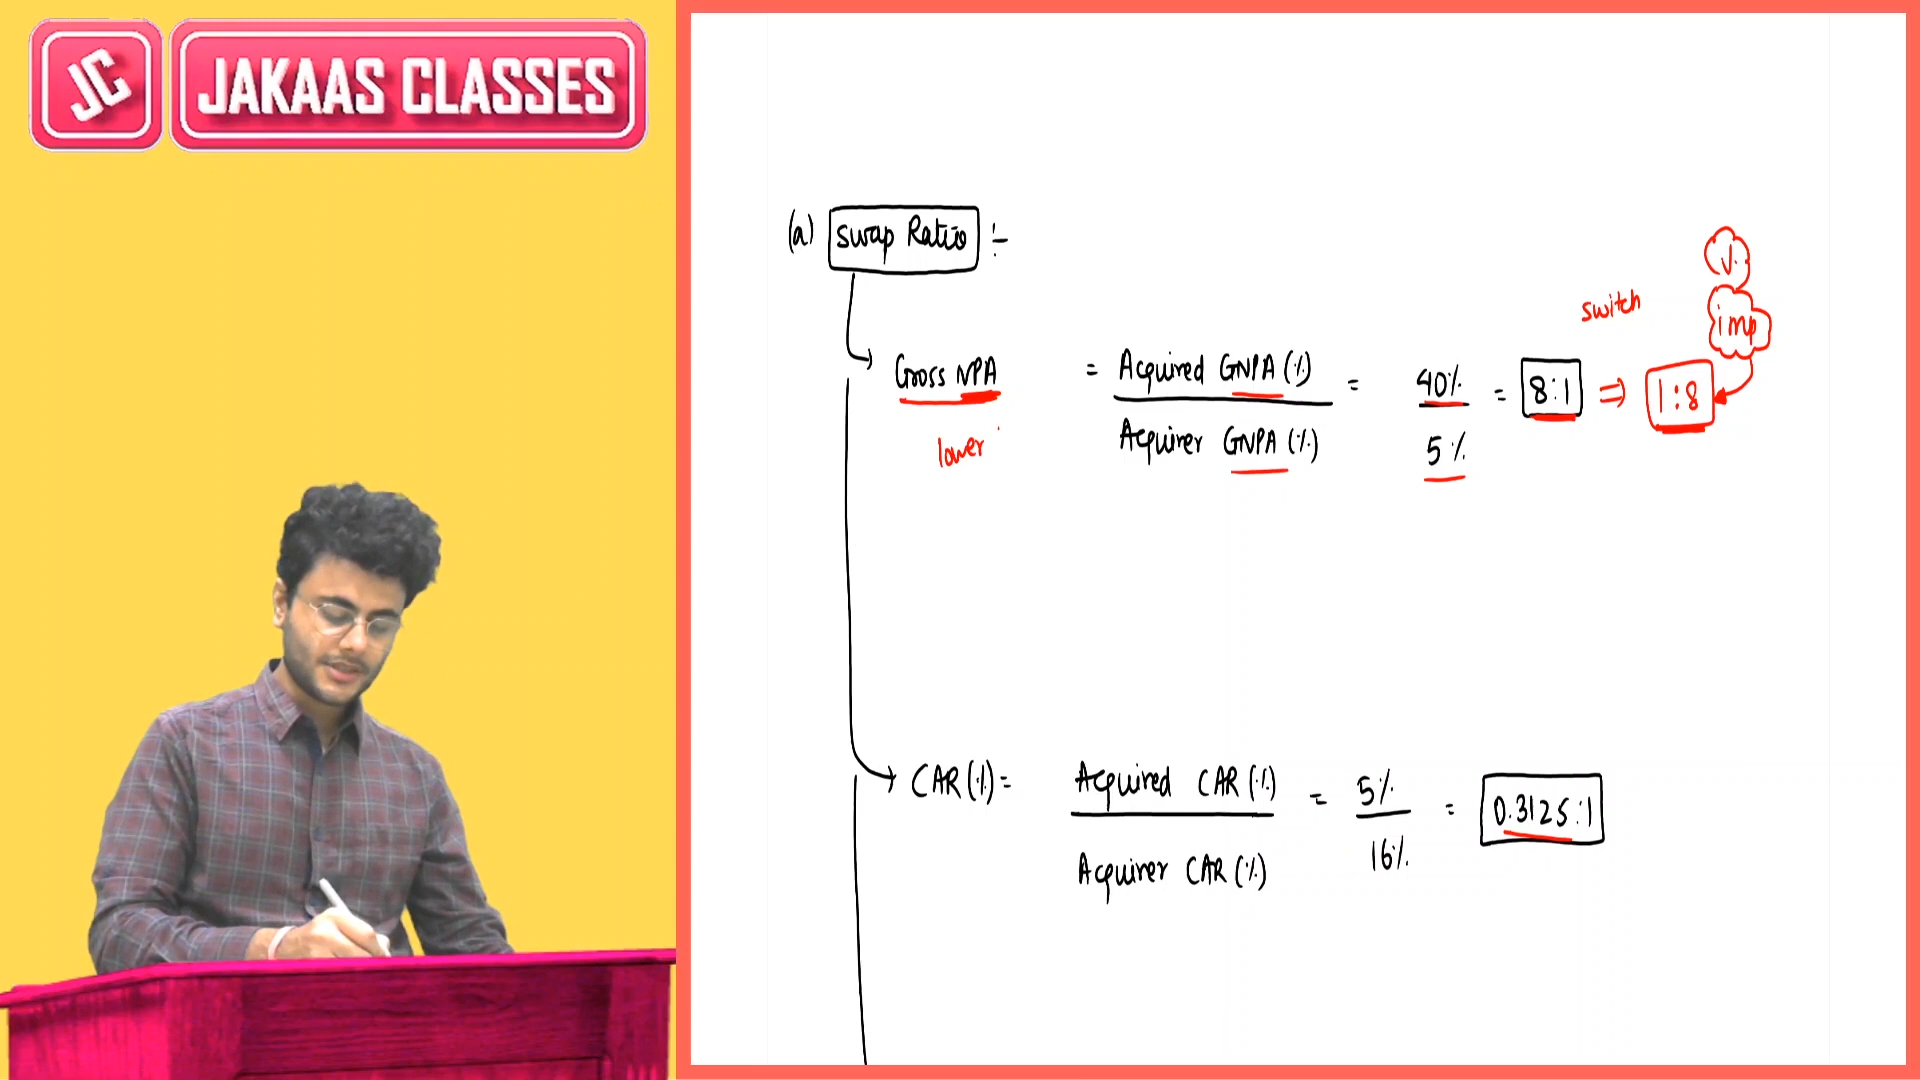 JC JAKAAS CLASSES
(a) Swap Ratio :-
V.
imp
switch
Gross NPA = Acquired GNPA (%) / Acquirer GNPA (%) = 40% / 5% = 8:1 ⇒ 1:8
lower
CAR (%) = Acquired CAR (%) / Acquirer CAR (%) = 5% / 16% = 0.3125:1